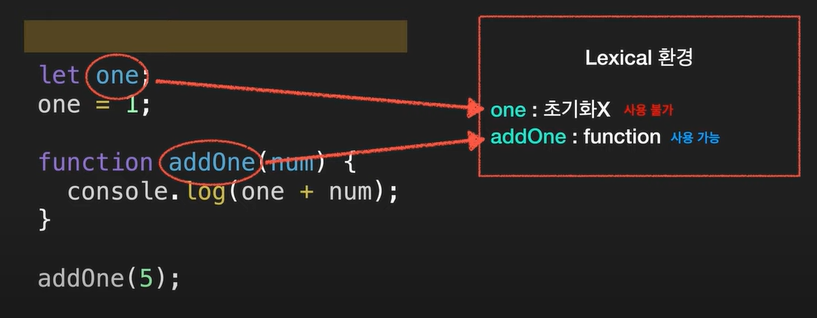 let one;
one = 1;
function addOne(num) {
console.log(one + num);
}
addOne(5);
Lexical 환경
one : 초기화X 사용 불가
addOne : function 사용 가능